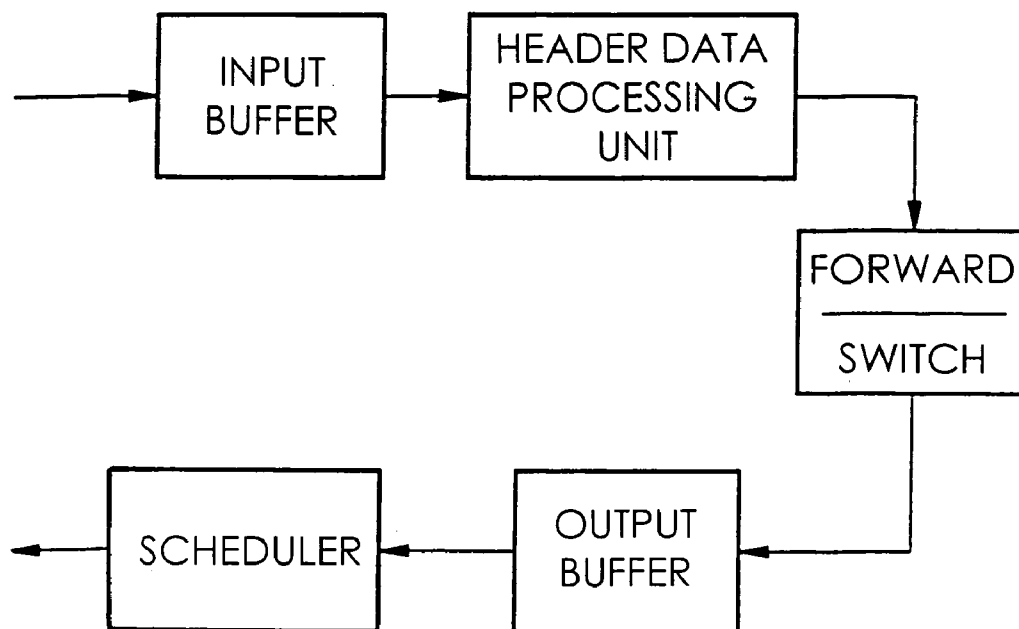 INPUT
BUFFER
HEADER DATA
PROCESSING
UNIT
FORWARD
SWITCH
OUTPUT
BUFFER
SCHEDULER